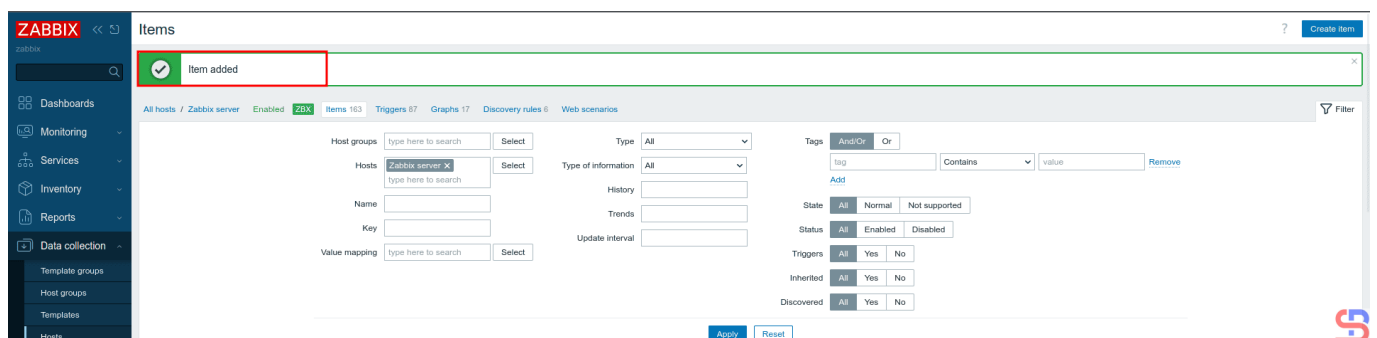 ZABBIX
Items
?
Create item
zabbix
Item added
Dashboards
All hosts / Zabbix server Enabled ZBX Items 163 Triggers 87 Graphs 17 Discovery rules 6 Web scenarios
Filter
Monitoring
Host groups type here to search Select Type All Tags And/Or Or
Services
Hosts Zabbix server Select Type of information All tag Contains value Remove
type here to search
Add
Inventory
History
Name
State All Normal Not supported
Reports
Trends
Key
Status All Enabled Disabled
Update interval
Data collection
Value mapping type here to search Select
Triggers All Yes No
Template groups
Inherited All Yes No
Host groups
Discovered All Yes No
Templates
Apply Reset
Hosts